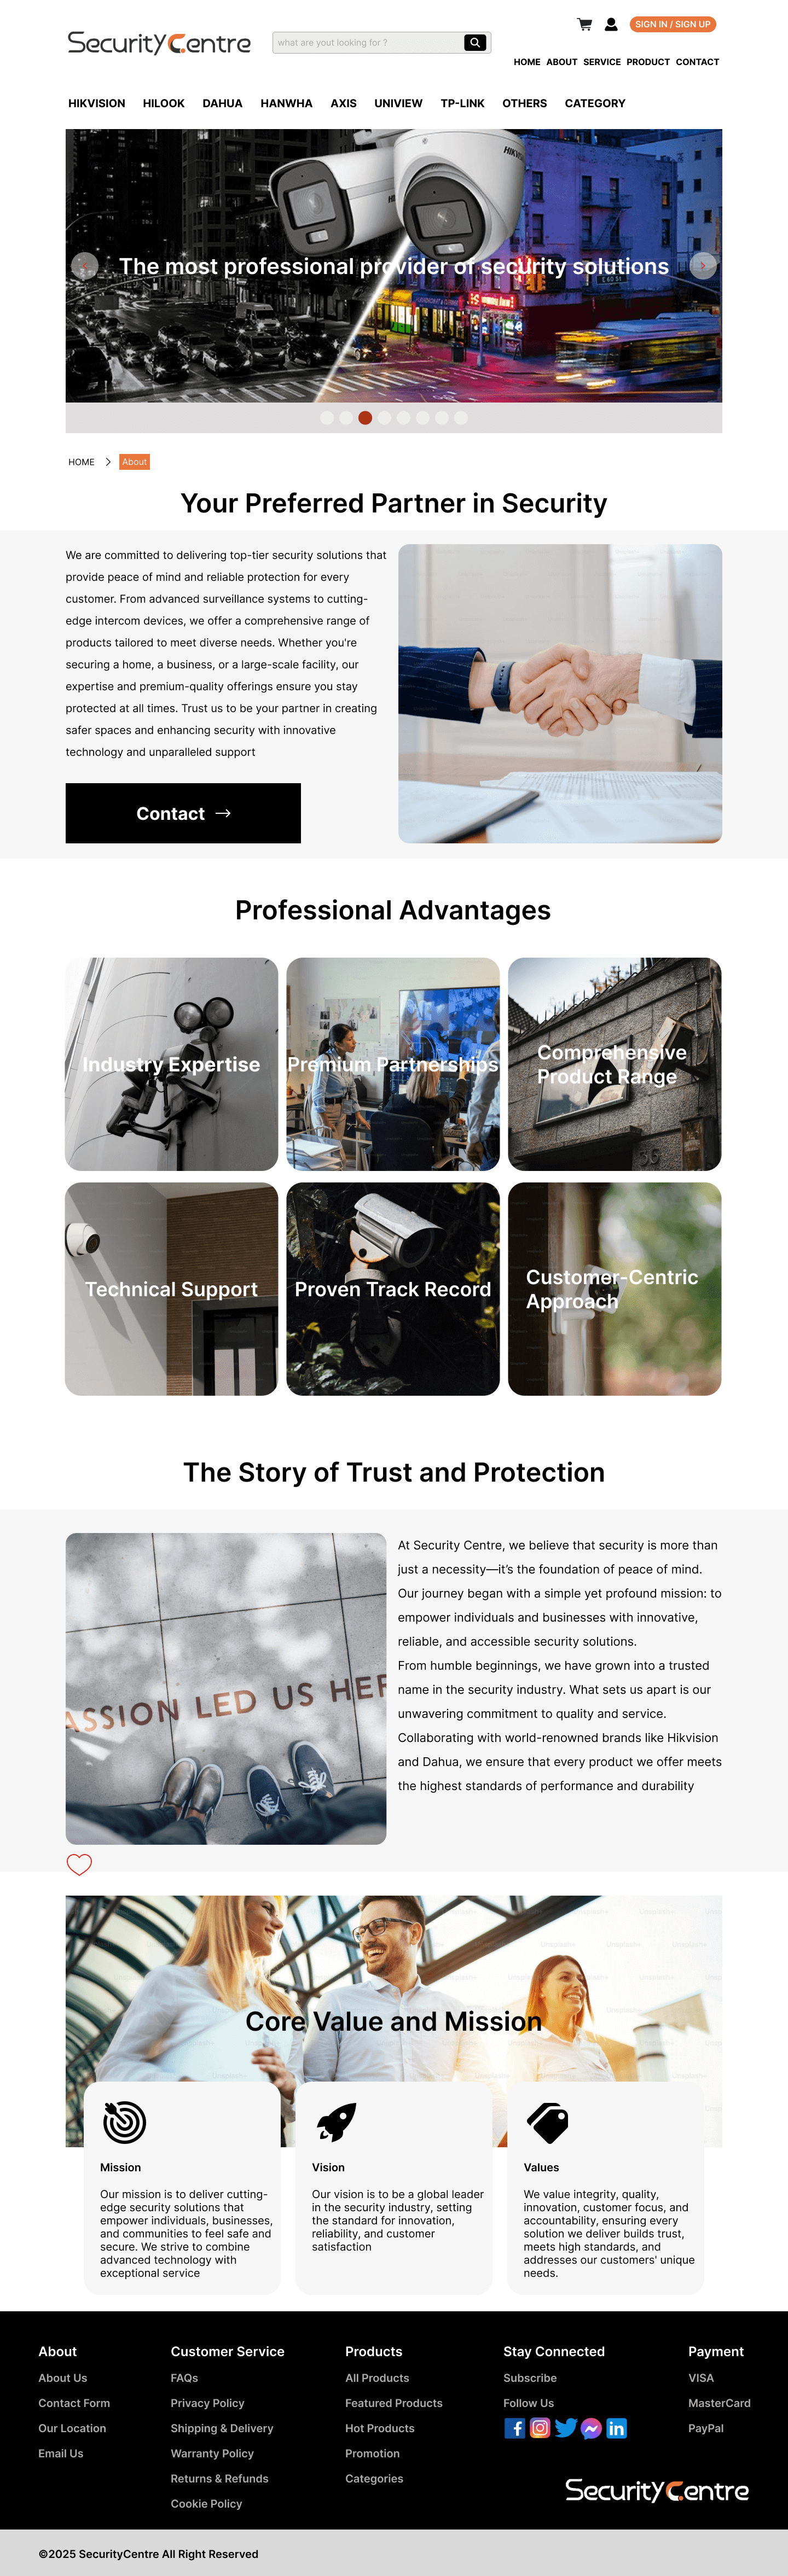 SecurityCentre
what are yout looking for ?
SIGN IN / SIGN UP
HOME ABOUT SERVICE PRODUCT CONTACT
HIKVISION HILOOK DAHUA HANWHA AXIS UNIVIEW TP-LINK OTHERS CATEGORY
The most professional provider of security solutions
HOME > About
Your Preferred Partner in Security
We are committed to delivering top-tier security solutions that
provide peace of mind and reliable protection for every
customer. From advanced surveillance systems to cutting-
edge intercom devices, we offer a comprehensive range of
products tailored to meet diverse needs. Whether you're
securing a home, a business, or a large-scale facility, our
expertise and premium-quality offerings ensure you stay
protected at all times. Trust us to be your partner in creating
safer spaces and enhancing security with innovative
technology and unparalleled support
Contact →
Professional Advantages
Industry Expertise
Premium Partnerships
Comprehensive
Product Range
Technical Support
Proven Track Record
Customer-Centric
Approach
The Story of Trust and Protection
ASSION LED US HER
At Security Centre, we believe that security is more than
just a necessity—it's the foundation of peace of mind.
Our journey began with a simple yet profound mission: to
empower individuals and businesses with innovative,
reliable, and accessible security solutions.
From humble beginnings, we have grown into a trusted
name in the security industry. What sets us apart is our
unwavering commitment to quality and service.
Collaborating with world-renowned brands like Hikvision
and Dahua, we ensure that every product we offer meets
the highest standards of performance and durability
Core Value and Mission
Mission
Our mission is to deliver cutting-
edge security solutions that
empower individuals, businesses,
and communities to feel safe and
secure. We strive to combine
advanced technology with
exceptional service
Vision
Our vision is to be a global leader
in the security industry, setting
the standard for innovation,
reliability, and customer
satisfaction
Values
We value integrity, quality,
innovation, customer focus, and
accountability, ensuring every
solution we deliver builds trust,
meets high standards, and
addresses our customers' unique
needs.
About
About Us
Contact Form
Our Location
Email Us
Customer Service
FAQs
Privacy Policy
Shipping & Delivery
Warranty Policy
Returns & Refunds
Cookie Policy
Products
All Products
Featured Products
Hot Products
Promotion
Categories
Stay Connected
Subscribe
Follow Us
Payment
VISA
MasterCard
PayPal
SecurityCentre
©2025 SecurityCentre All Right Reserved